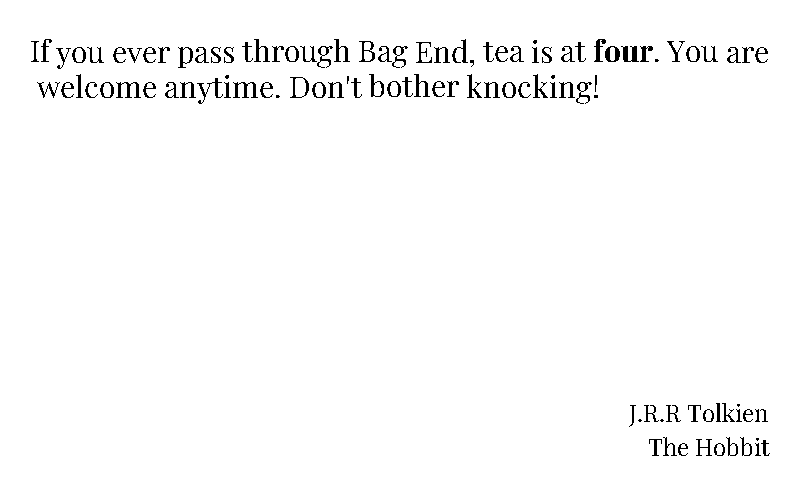 If you ever pass through Bag End, tea is at four. You are
welcome anytime. Don't bother knocking!
J.R.R Tolkien
The Hobbit